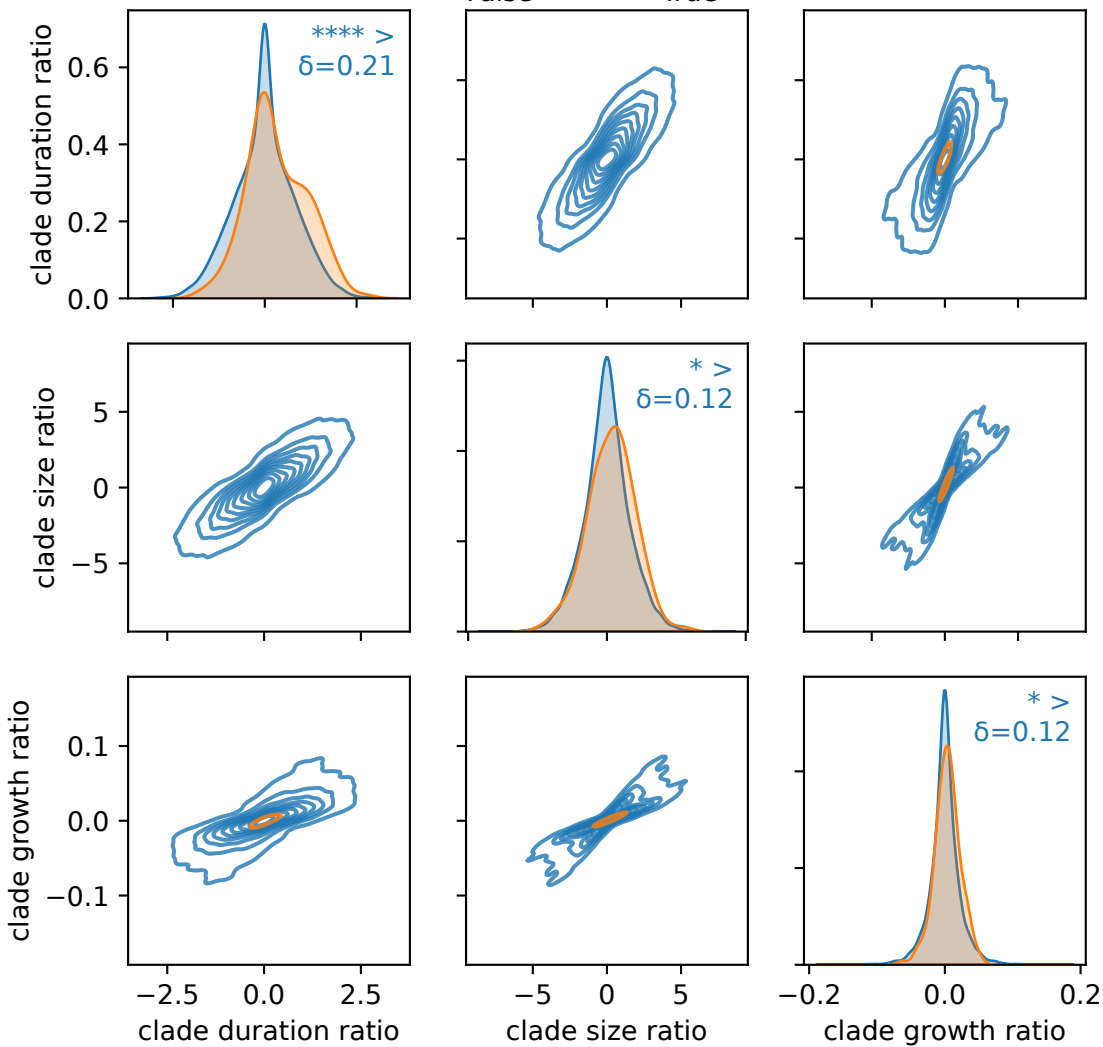 clade duration ratio
0.6
0.4
0.2
0.0
**** >
δ=0.21
clade size ratio
5
0
−5
* >
δ=0.12
clade growth ratio
0.1
0.0
−0.1
* >
δ=0.12
−2.5 0.0 2.5
−5 0 5
−0.2 0.0 0.2
clade duration ratio
clade size ratio
clade growth ratio